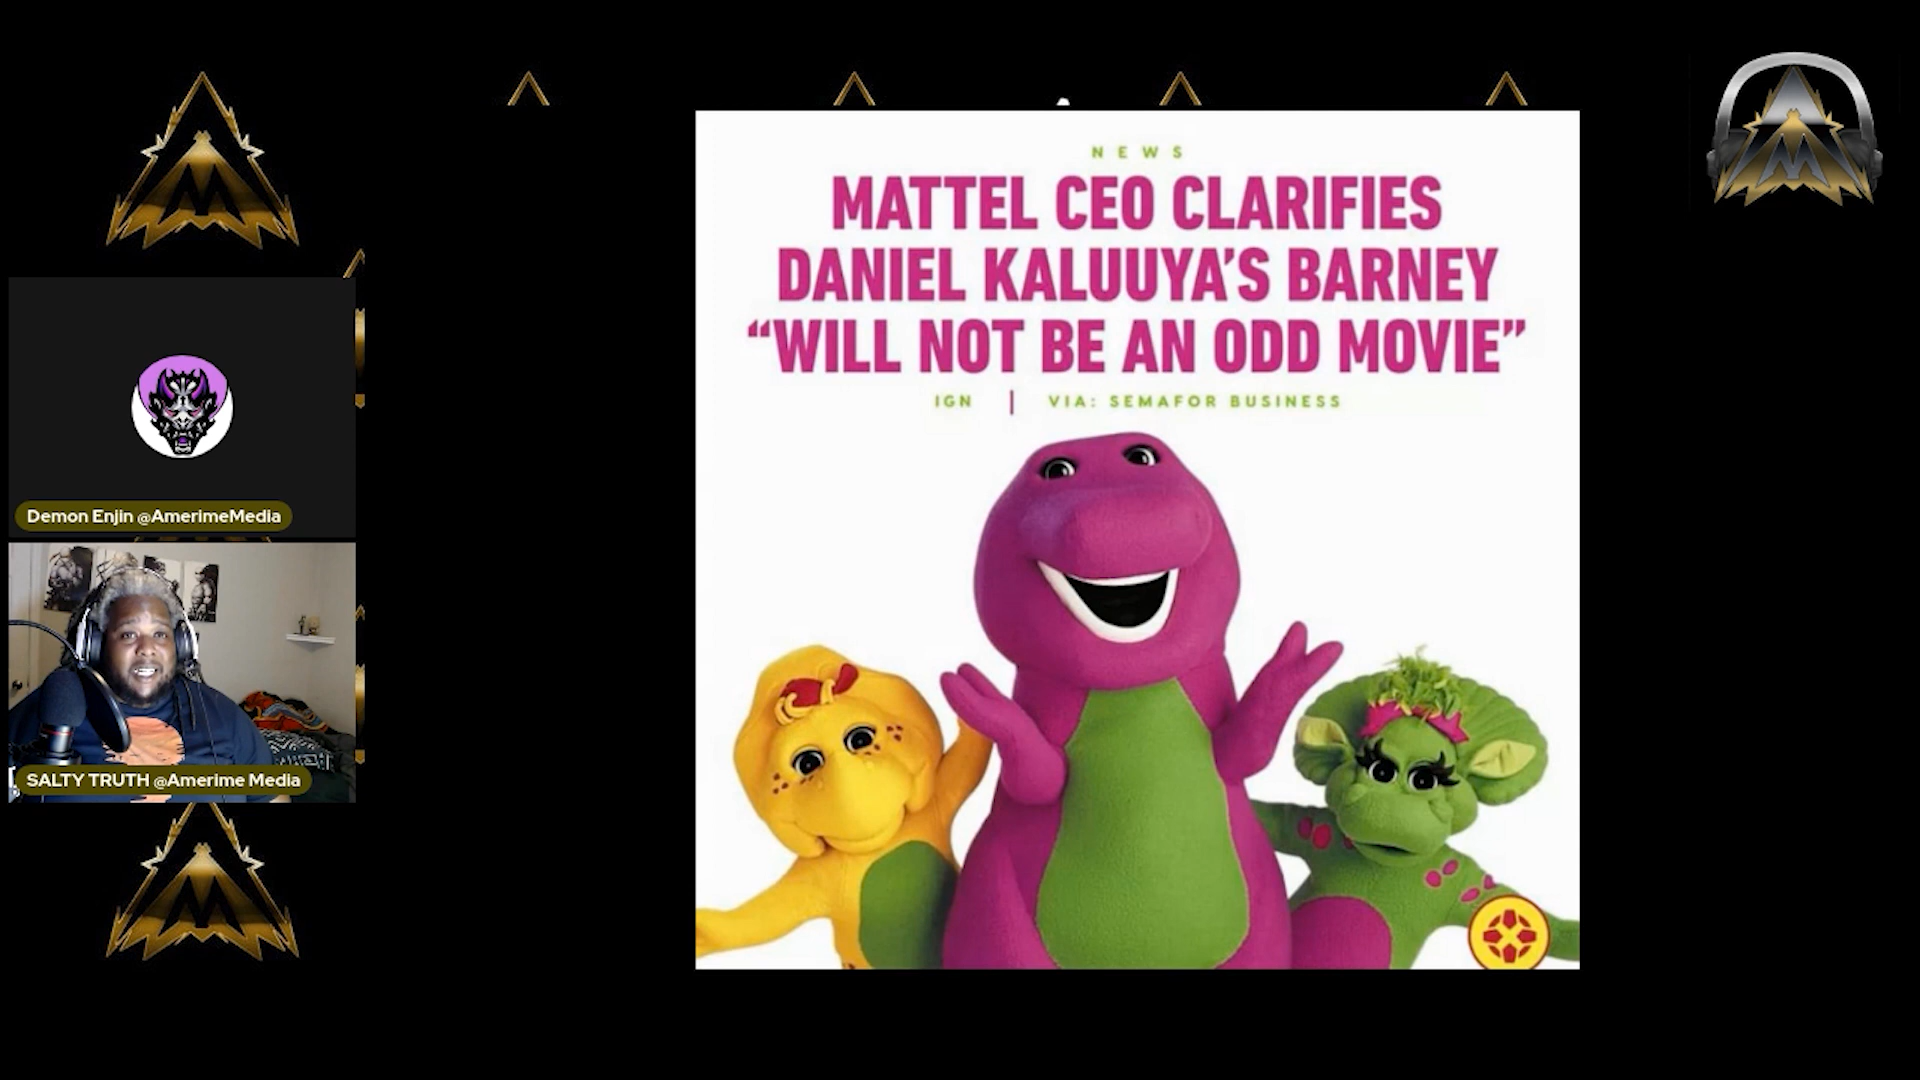 NEWS
MATTEL CEO CLARIFIES
DANIEL KALUUYA'S BARNEY
“WILL NOT BE AN ODD MOVIE”
IGN | VIA: SEMAFOR BUSINESS
Demon Enjin @AmerimeMedia
SALTY TRUTH @Amerime Media